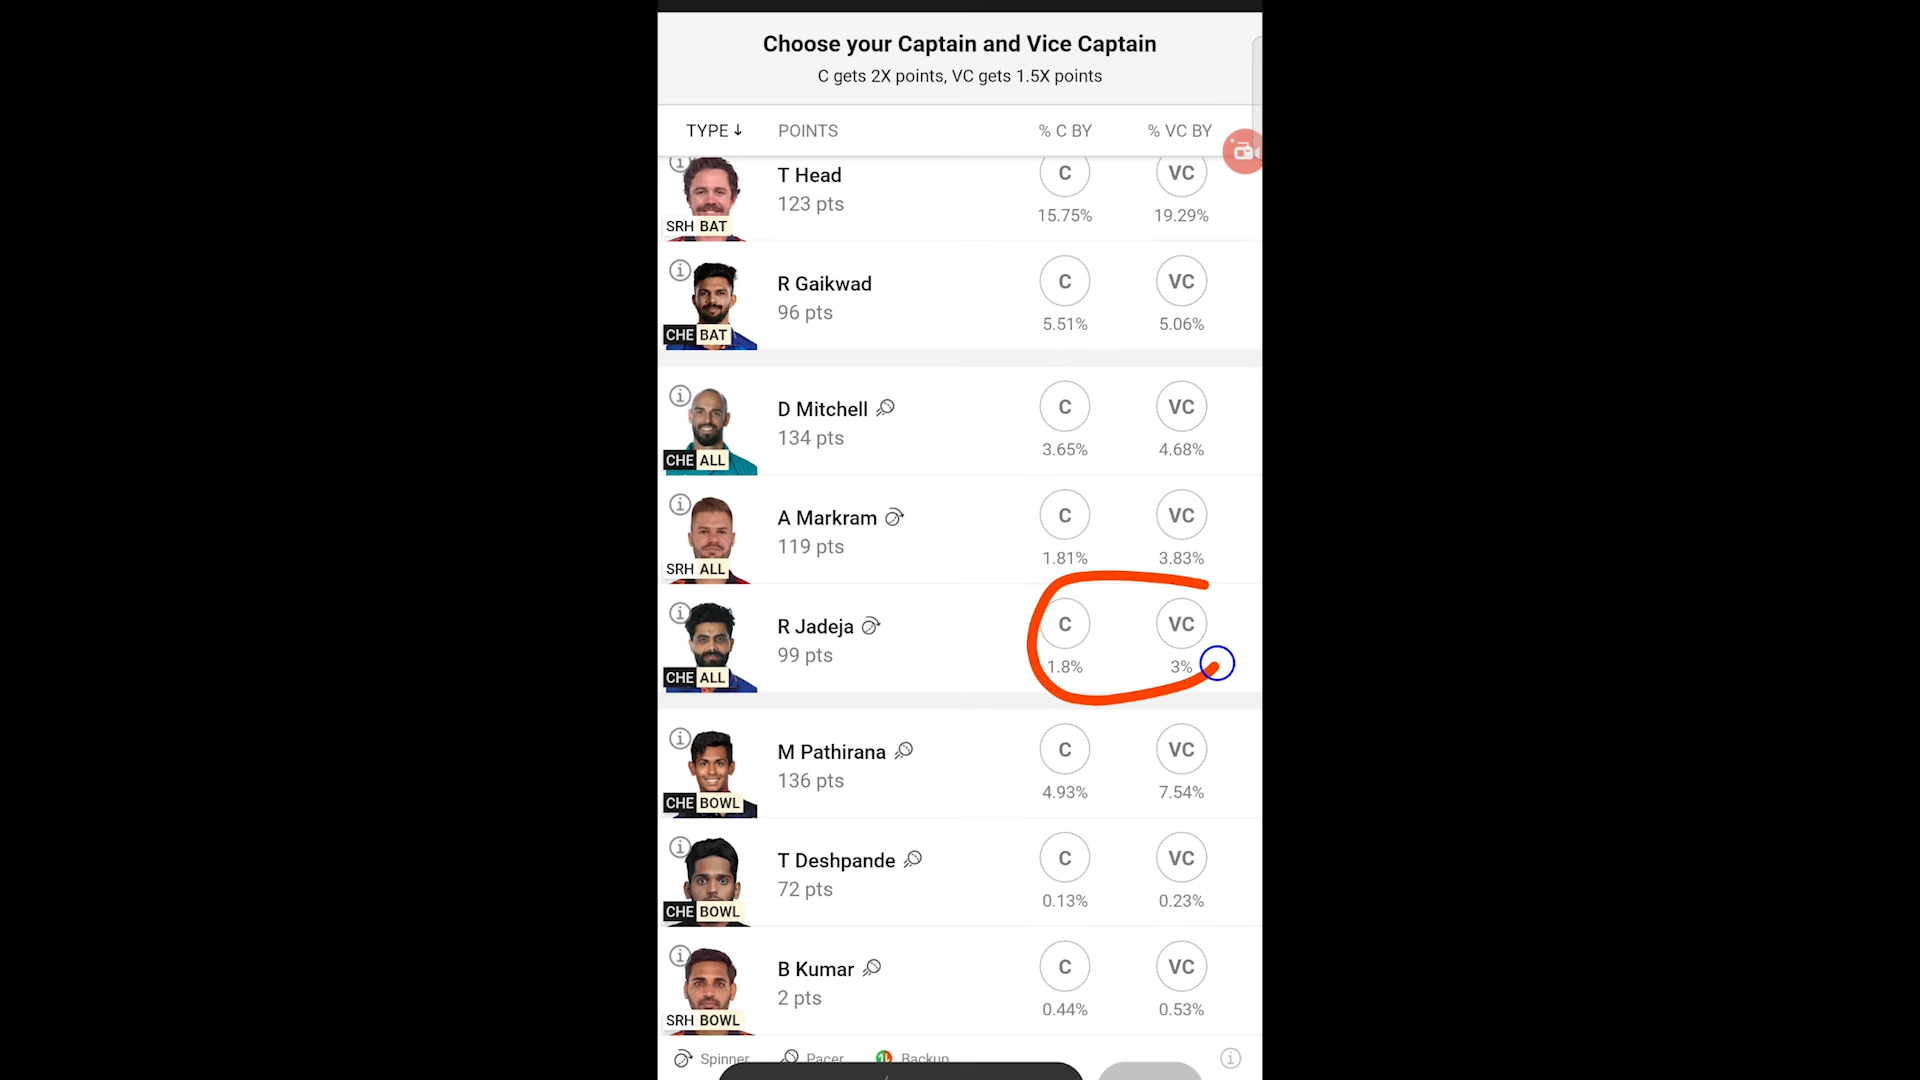 Choose your Captain and Vice Captain
C gets 2X points, VC gets 1.5X points
TYPE ↓ POINTS % C BY % VC BY
T Head C VC
123 pts
15.75% 19.29%
SRH BAT
R Gaikwad C VC
96 pts
5.51% 5.06%
CHE BAT
D Mitchell C VC
134 pts
3.65% 4.68%
CHE ALL
A Markram C VC
119 pts
1.81% 3.83%
SRH ALL
R Jadeja C VC
99 pts
1.8% 3%
CHE ALL
M Pathirana C VC
136 pts
4.93% 7.54%
CHE BOWL
T Deshpande C VC
72 pts
0.13% 0.23%
CHE BOWL
B Kumar C VC
2 pts
0.44% 0.53%
SRH BOWL
Spinner Pacer Backup